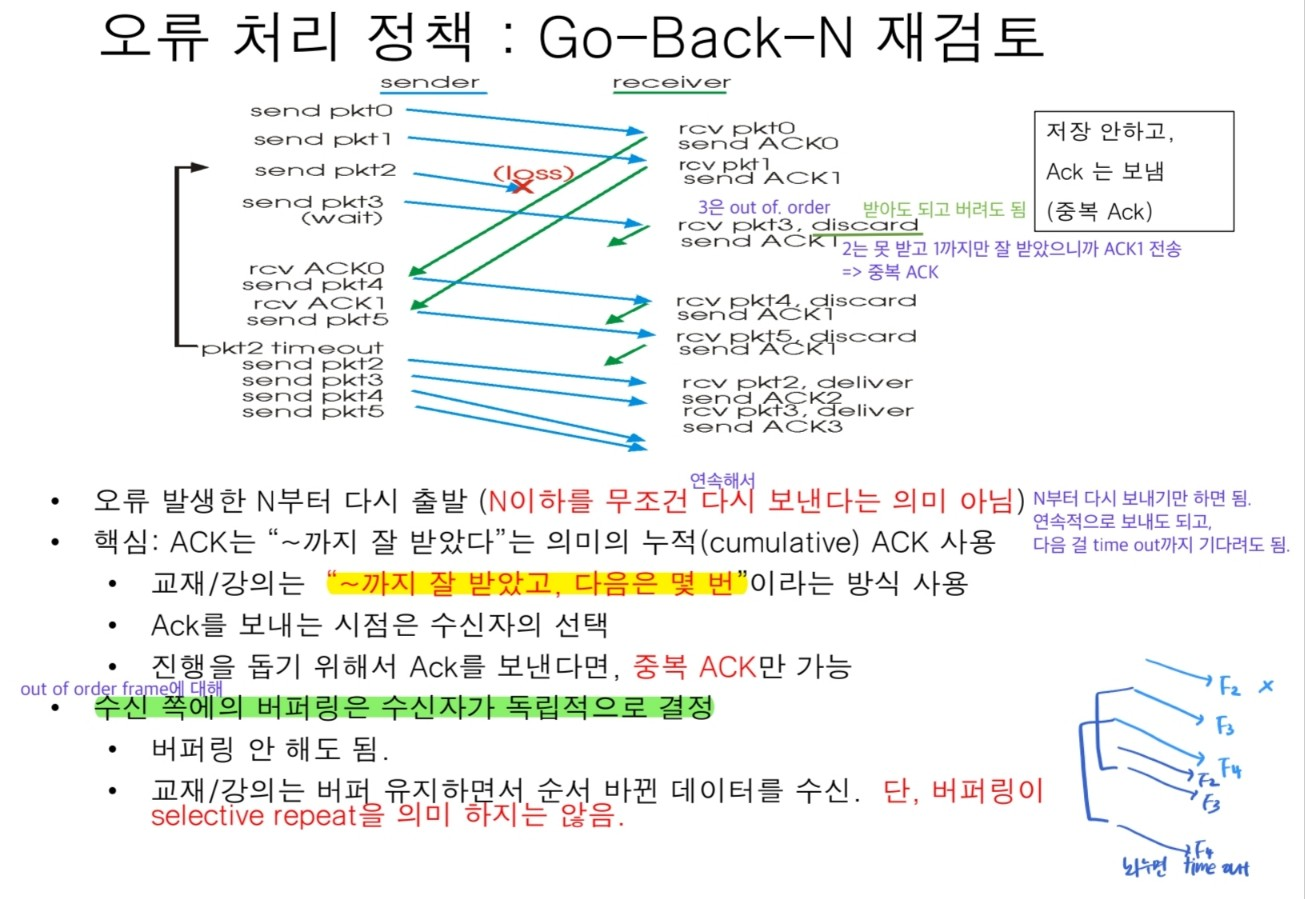 오류 처리 정책 : Go-Back-N 재검토
sender
receiver
send pkt0
send pkt1
send pkt2
send pkt3
(wait)
rcv ACK0
send pkt4
rcv ACK1
send pkt5
pkt2 timeout
send pkt2
send pkt3
send pkt4
send pkt5
(loss)
rcv pkt0
send ACK0
rcv pkt1
send ACK1
3은 out of. order
받아도 되고 버려도 됨
rcv pkt3, discard
send ACK1
2는 못 받고 1까지만 잘 받았으니까 ACK1 전송
=> 중복 ACK
rcv pkt4, discard
send ACK1
rcv pkt5, discard
send ACK1
rcv pkt2, deliver
send ACK2
rcv pkt3, deliver
send ACK3
저장 안하고,
Ack 는 보냄
(중복 Ack)
연속해서
• 오류 발생한 N부터 다시 출발 (N이하를 무조건 다시 보낸다는 의미 아님)
N부터 다시 보내기만 하면 됨.
연속적으로 보내도 되고,
다음 걸 time out까지 기다려도 됨.
• 핵심: ACK는 “~까지 잘 받았다”는 의미의 누적(cumulative) ACK 사용
• 교재/강의는 “~까지 잘 받았고, 다음은 몇 번”이라는 방식 사용
• Ack를 보내는 시점은 수신자의 선택
• 진행을 돕기 위해서 Ack를 보낸다면, 중복 ACK만 가능
out of order frame에 대해
• 수신 쪽에의 버퍼링은 수신자가 독립적으로 결정
• 버퍼링 안 해도 됨.
• 교재/강의는 버퍼 유지하면서 순서 바뀐 데이터를 수신. 단, 버퍼링이
selective repeat을 의미 하지는 않음.
F2 x
F3
F4
F2
F3
F4
놔두면 time out